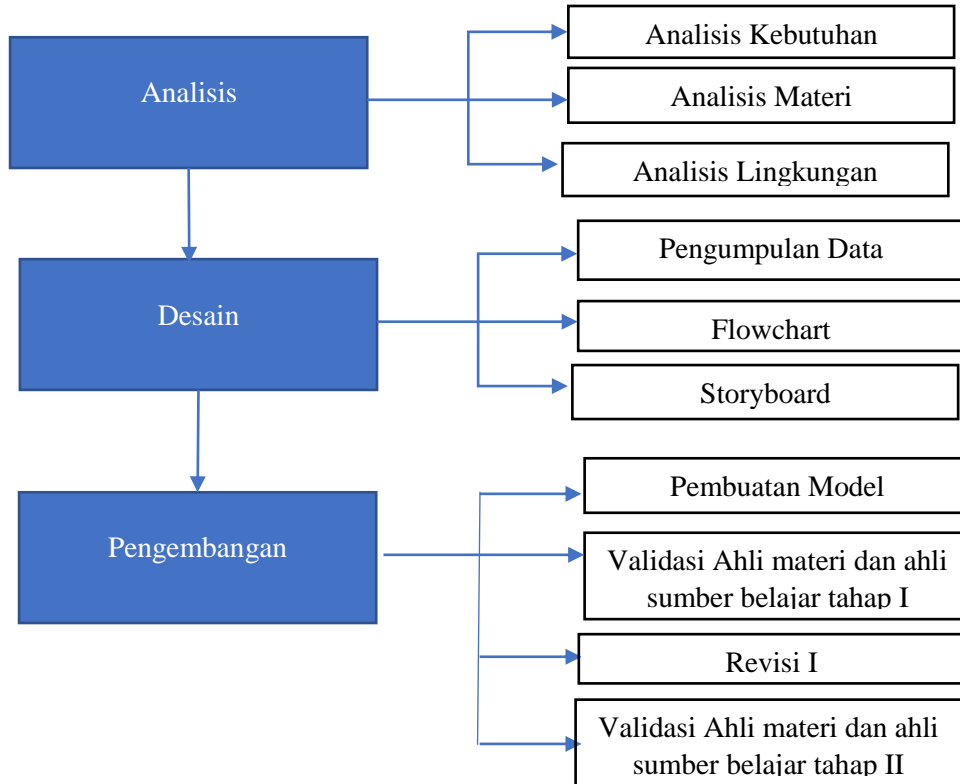 Analisis
Analisis Kebutuhan
Analisis Materi
Analisis Lingkungan
Desain
Pengumpulan Data
Flowchart
Storyboard
Pengembangan
Pembuatan Model
Validasi Ahli materi dan ahli
sumber belajar tahap I
Revisi I
Validasi Ahli materi dan ahli
sumber belajar tahap II